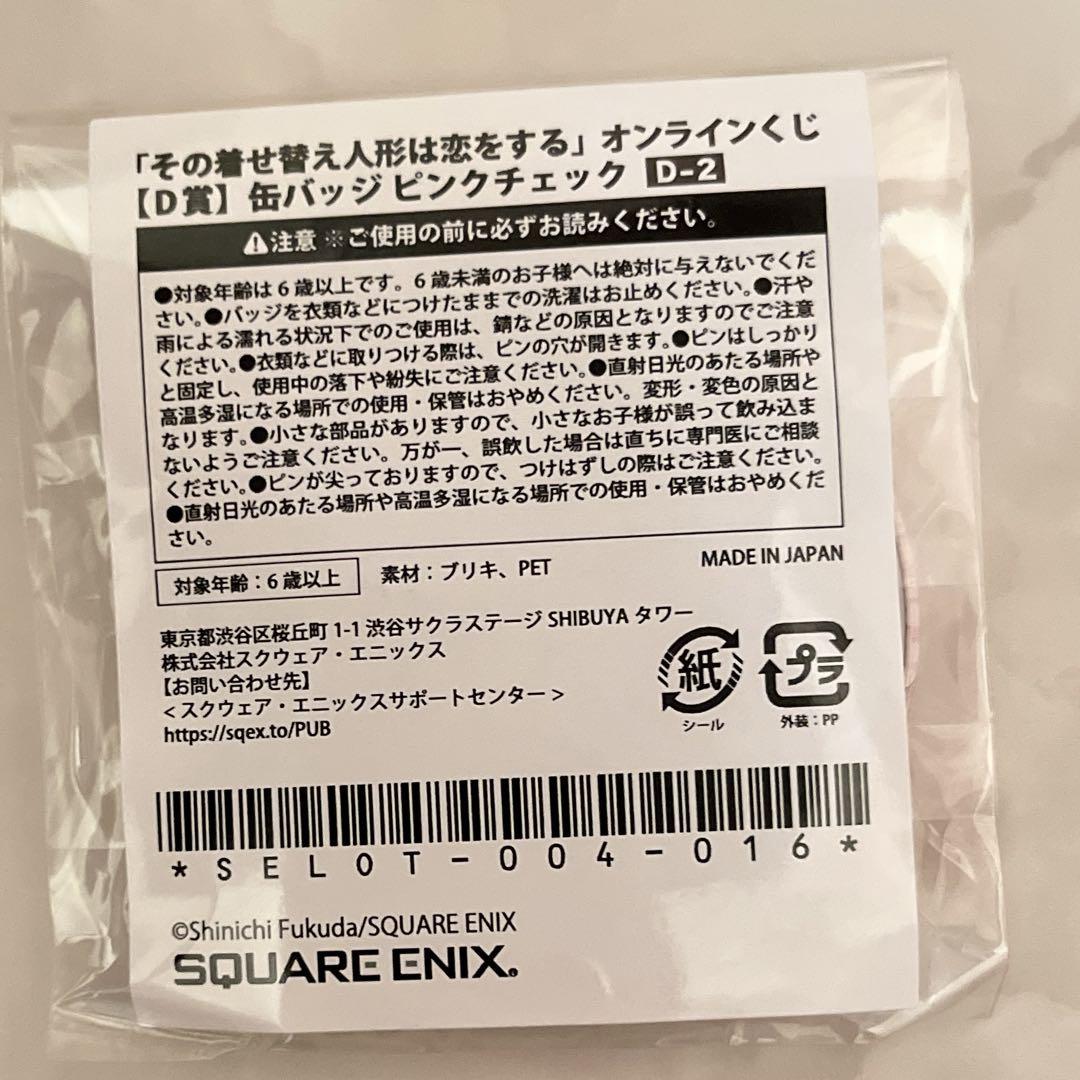 「その着せ替え人形は恋をする」オンラインくじ
【D賞】缶バッジ ピンクチェック D-2
注意 ※ご使用の前に必ずお読みください。
●対象年齢は6歳以上です。6歳未満のお子様へは絶対に与えないでくだ
さい。●バッジを衣類などにつけたままでの洗濯はお止めください。●汗や
雨による濡れる状況下でのご使用は、錆などの原因となりますのでご注意
ください。●衣類などに取りつける際は、ピンの穴が開きます。●ピンはしっかり
と固定し、使用中の落下や紛失にご注意ください。●直射日光のあたる場所や
高温多湿になる場所での使用・保管はおやめください。変形・変色の原因と
なります。●小さな部品がありますので、小さなお子様が誤って飲み込ま
ないようご注意ください。万が一、誤飲した場合は直ちに専門医にご相談
ください。●ピンが尖っておりますので、つけはずしの際はご注意ください。
●直射日光のあたる場所や高温多湿になる場所での使用・保管はおやめくだ
さい。
対象年齢：6歳以上 素材：ブリキ、PET MADE IN JAPAN
東京都渋谷区桜丘町1-1 渋谷サクラステージ SHIBUYA タワー
株式会社スクウェア・エニックス
【お問い合わせ先】
<スクウェア・エニックスサポートセンター>
https://sqex.to/PUB
紙 プラ
シール 外装：PP
*SELOT-004-016*
©Shinichi Fukuda/SQUARE ENIX
SQUARE ENIX®